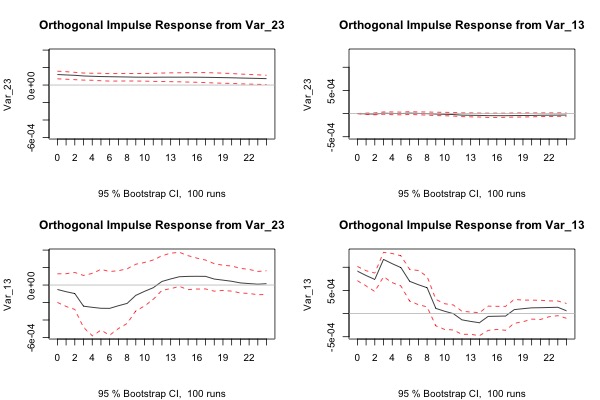 Orthogonal Impulse Response from Var_23
Orthogonal Impulse Response from Var_13
Var_23
-6e-04
0.e+00
0
2
4
6
8
10
13
16
19
22
95 % Bootstrap CI, 100 runs
Var_23
-5e-04
5e-04
0
2
4
6
8
10
13
16
19
22
95 % Bootstrap CI, 100 runs
Orthogonal Impulse Response from Var_23
Orthogonal Impulse Response from Var_13
Var_13
-6e-04
0.e+00
0
2
4
6
8
10
13
16
19
22
95 % Bootstrap CI, 100 runs
Var_13
-5e-04
5e-04
0
2
4
6
8
10
13
16
19
22
95 % Bootstrap CI, 100 runs